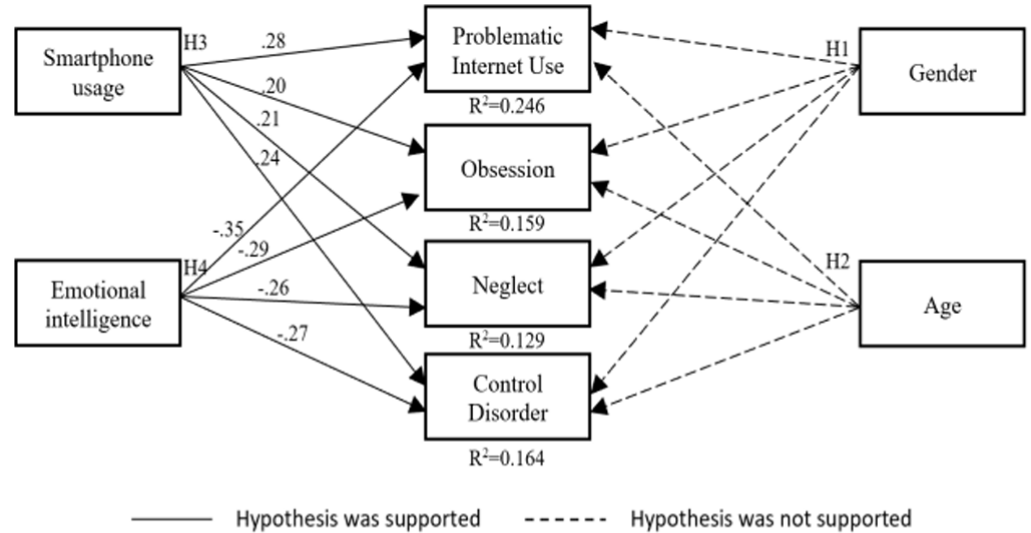 Smartphone
usage
H3
.28
.20
.21
.24
Problematic
Internet Use
R²=0.246
H1
Gender
Obsession
R²=0.159
-.35
-.29
-.26
-.27
H4
Emotional
intelligence
Neglect
R²=0.129
H2
Age
Control
Disorder
R²=0.164
Hypothesis was supported
Hypothesis was not supported